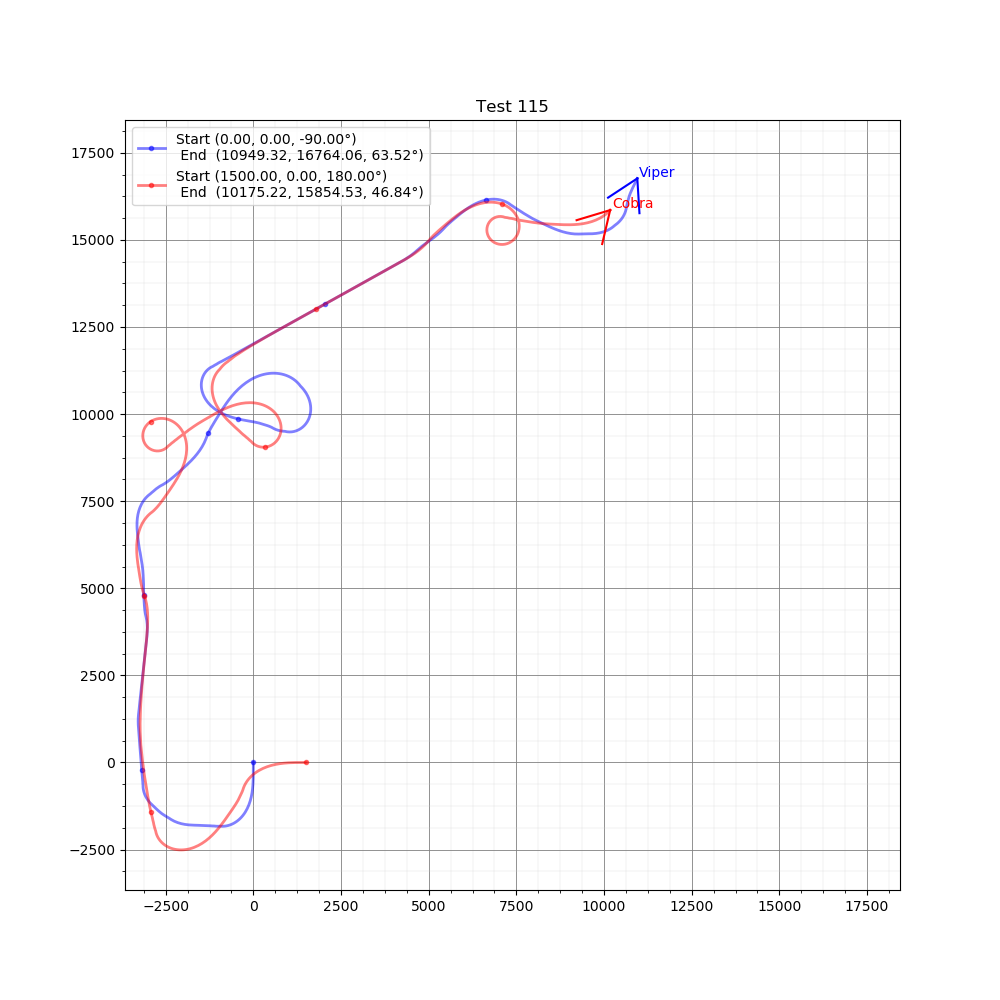 Test 115
Start (0.00, 0.00, -90.00°)
End (10949.32, 16764.06, 63.52°)
Start (1500.00, 0.00, 180.00°)
End (10175.22, 15854.53, 46.84°)
Viper
Cobra
17500
15000
12500
10000
7500
5000
2500
0
−2500
−2500 0 2500 5000 7500 10000 12500 15000 17500